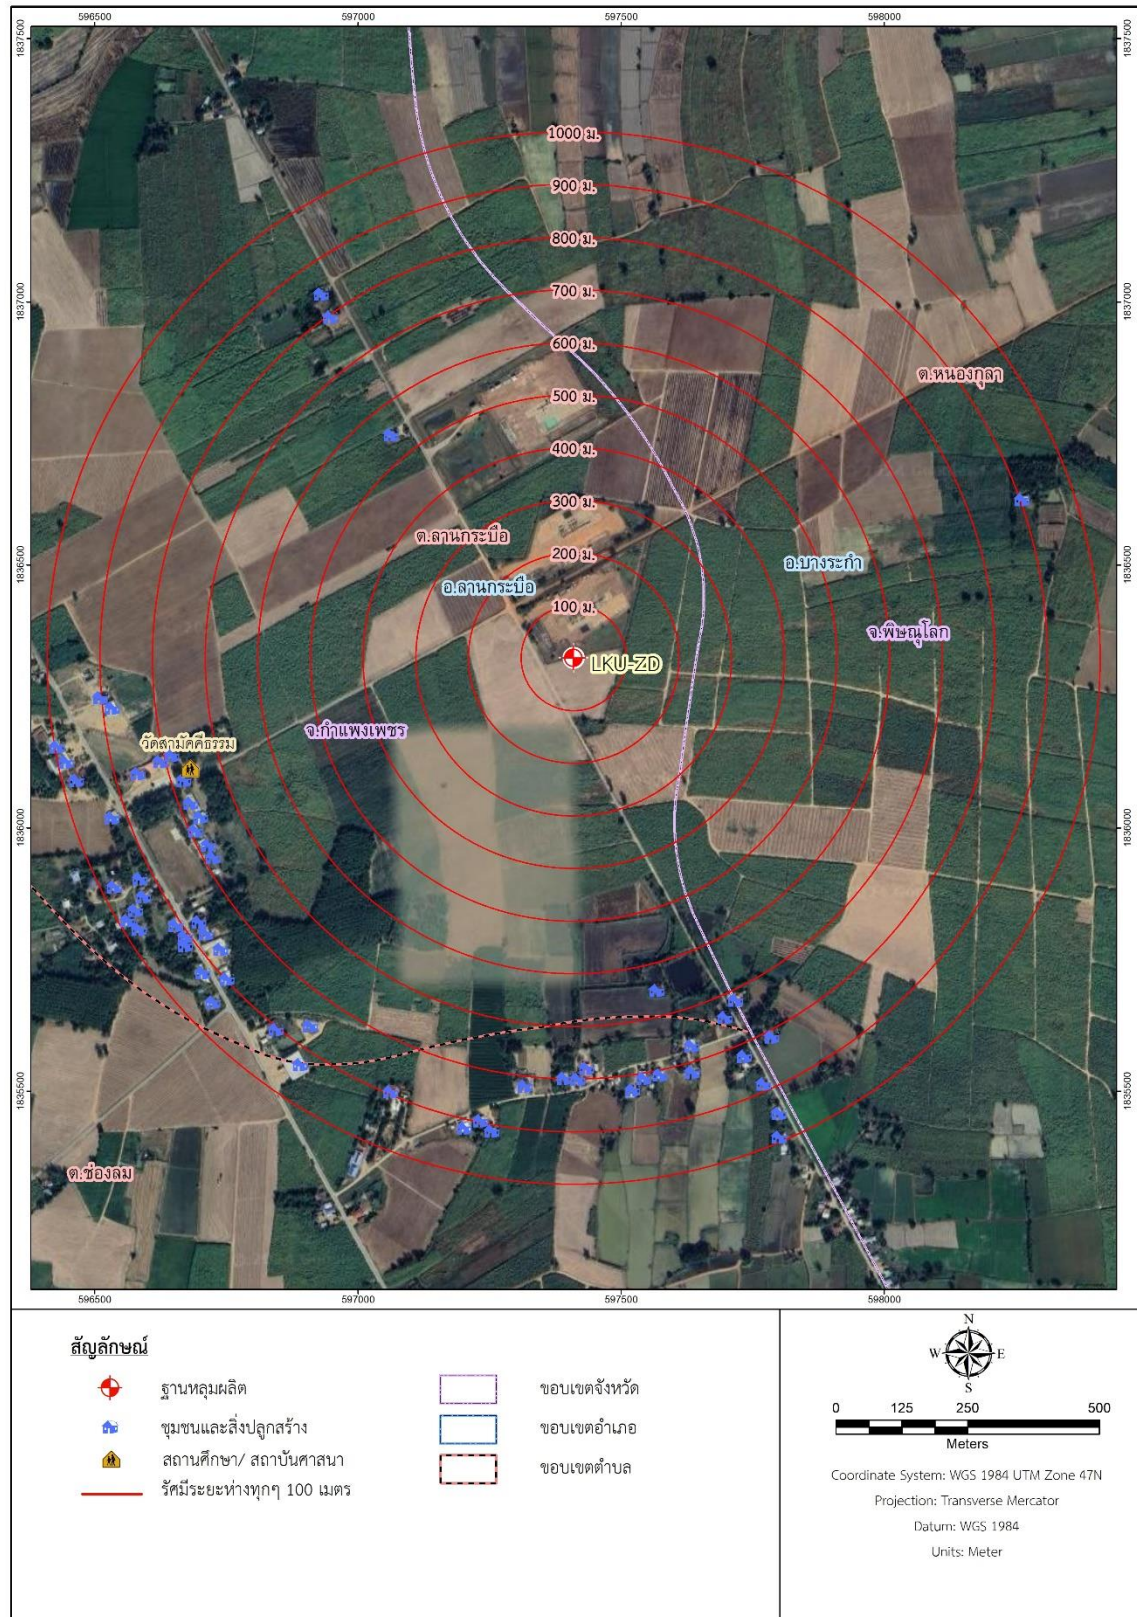 596500
597000
597500
598000
1837500
1837500
1000 ม.
900 ม.
800 ม.
700 ม.
1837000
1837000
600 ม.
ต.หนองกุลา
500 ม.
400 ม.
300 ม.
ต.ลานกระบือ
200 ม.
อ.บางระกำ
1836500
1836500
อ.ลานกระบือ
100 ม.
จ.พิษณุโลก
LKU-ZD
จ.กำแพงเพชร
วัดสามัคคีธรรม
1836000
1836000
1835500
1835500
ต.ช่องลม
596500
597000
597500
598000
สัญลักษณ์
ฐานหลุมผลิต
ชุมชนและสิ่งปลูกสร้าง
สถานศึกษา/ สถาบันศาสนา
รัศมีระยะห่างทุกๆ 100 เมตร
ขอบเขตจังหวัด
ขอบเขตอำเภอ
ขอบเขตตำบล
N
W
E
S
0 125 250 500
Meters
Coordinate System: WGS 1984 UTM Zone 47N
Projection: Transverse Mercator
Datum: WGS 1984
Units: Meter